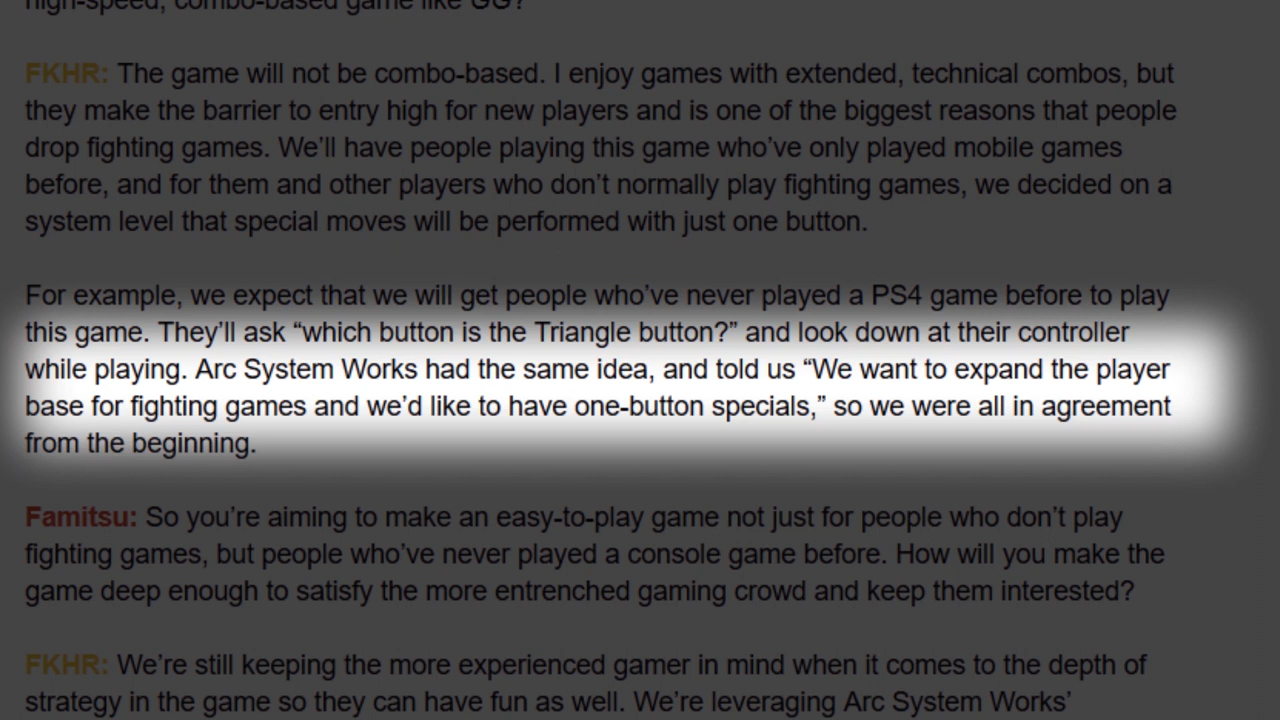 high-speed, combo-based game like GG?
FKHR: The game will not be combo-based. I enjoy games with extended, technical combos, but
they make the barrier to entry high for new players and is one of the biggest reasons that people
drop fighting games. We’ll have people playing this game who’ve only played mobile games
before, and for them and other players who don’t normally play fighting games, we decided on a
system level that special moves will be performed with just one button.
For example, we expect that we will get people who’ve never played a PS4 game before to play
this game. They’ll ask “which button is the Triangle button?” and look down at their controller
while playing. Arc System Works had the same idea, and told us “We want to expand the player
base for fighting games and we’d like to have one-button specials,” so we were all in agreement
from the beginning.
Famitsu: So you’re aiming to make an easy-to-play game not just for people who don’t play
fighting games, but people who’ve never played a console game before. How will you make the
game deep enough to satisfy the more entrenched gaming crowd and keep them interested?
FKHR: We’re still keeping the more experienced gamer in mind when it comes to the depth of
strategy in the game so they can have fun as well. We’re leveraging Arc System Works’